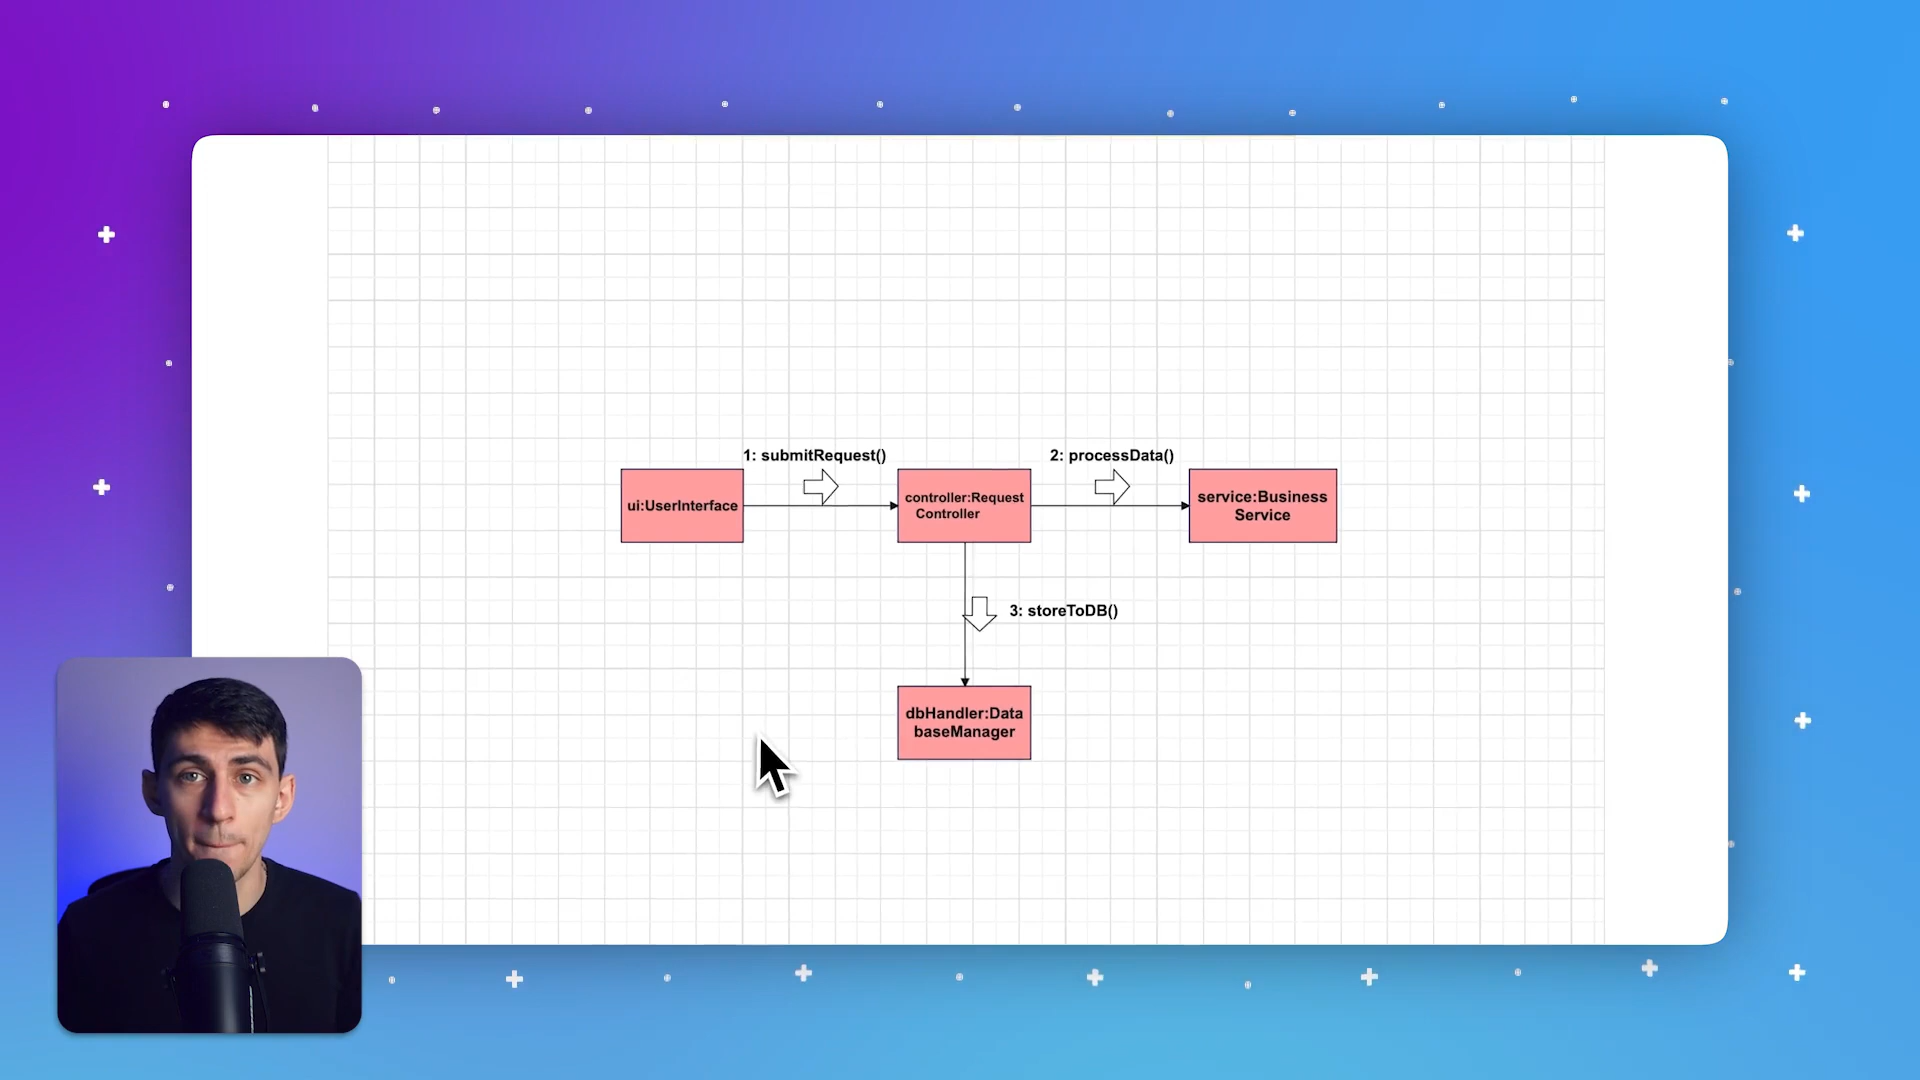 1: submitRequest()
2: processData()
ui:UserInterface
controller:Request
Controller
service:Business
Service
3: storeToDB()
dbHandler:Data
baseManager